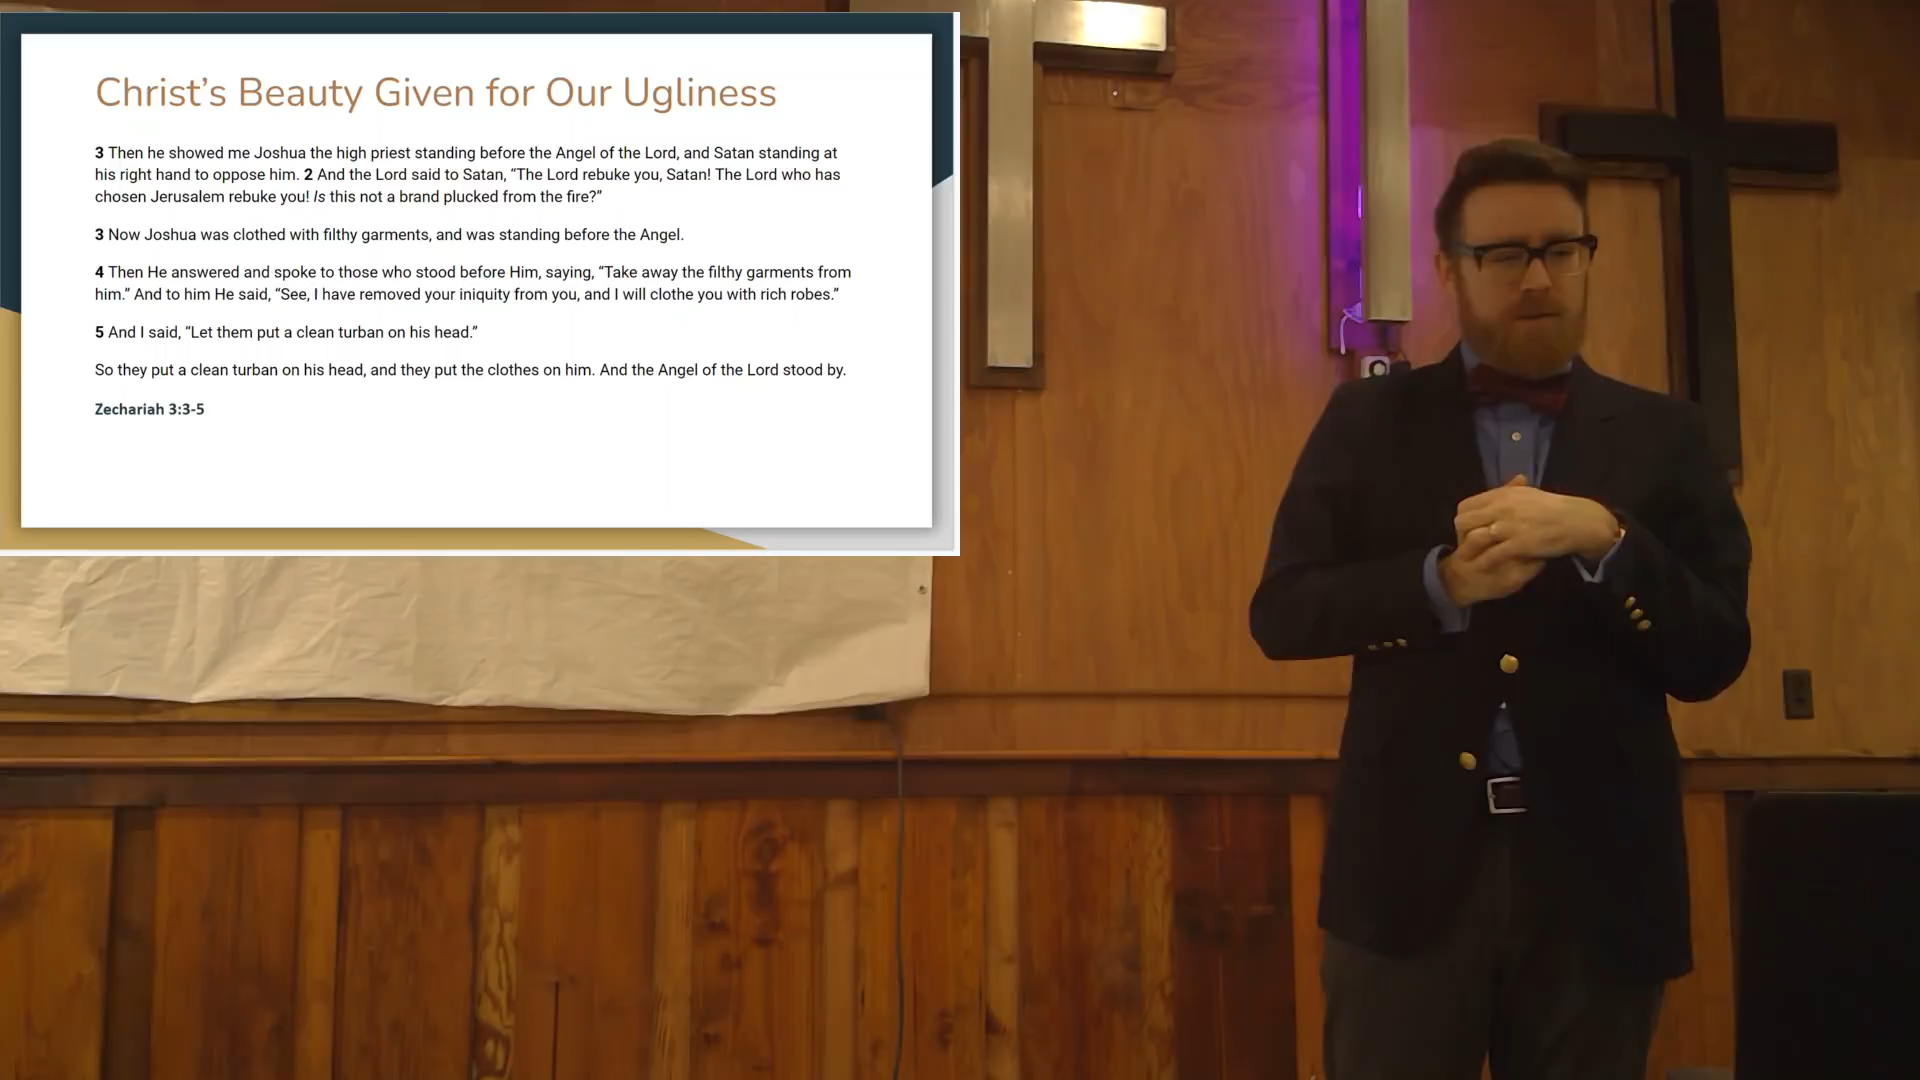 Christ’s Beauty Given for Our Ugliness
3 Then he showed me Joshua the high priest standing before the Angel of the Lord, and Satan standing at
his right hand to oppose him. 2 And the Lord said to Satan, “The Lord rebuke you, Satan! The Lord who has
chosen Jerusalem rebuke you! Is this not a brand plucked from the fire?”
3 Now Joshua was clothed with filthy garments, and was standing before the Angel.
4 Then He answered and spoke to those who stood before Him, saying, “Take away the filthy garments from
him.” And to him He said, “See, I have removed your iniquity from you, and I will clothe you with rich robes.”
5 And I said, “Let them put a clean turban on his head.”
So they put a clean turban on his head, and they put the clothes on him. And the Angel of the Lord stood by.
Zechariah 3:3-5